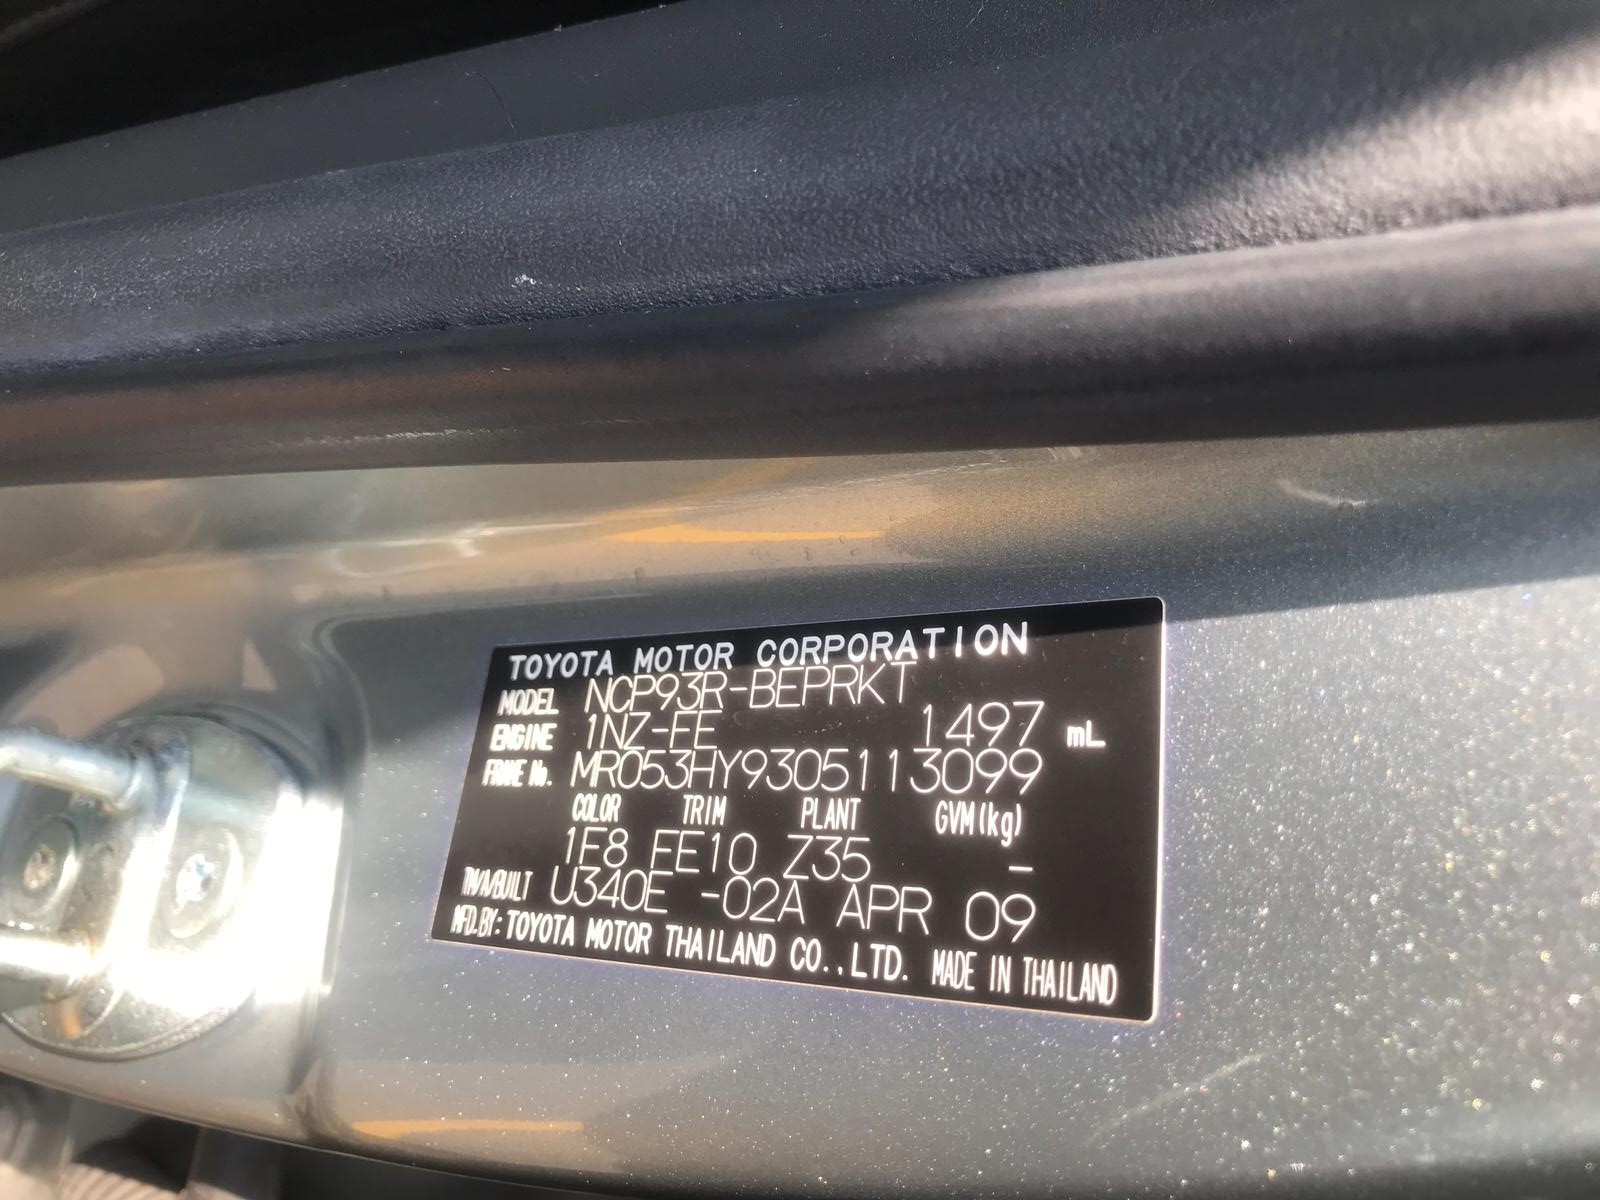 TOYOTA MOTOR CORPORATION
MODEL NCP93R-BEPRKT
ENGINE 1NZ-FE 1497 mL
FRAME No. MR053HY9305113099
COLOR TRIM PLANT GVM(kg)
1E8 FE10 Z35 -
TM/A/BUILT U340E -02A APR 09
MFD.BY: TOYOTA MOTOR THAILAND CO.,LTD. MADE IN THAILAND